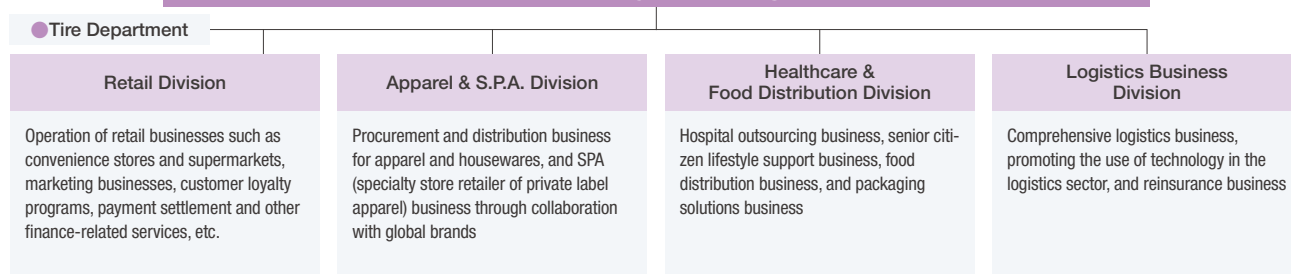 Tire Department
Retail Division
Operation of retail businesses such as
convenience stores and supermarkets,
marketing businesses, customer loyalty
programs, payment settlement and other
finance-related services, etc.
Apparel & S.P.A. Division
Procurement and distribution business
for apparel and housewares, and SPA
(specialty store retailer of private label
apparel) business through collaboration
with global brands
Healthcare &
Food Distribution Division
Hospital outsourcing business, senior citi-
zen lifestyle support business, food
distribution business, and packaging
solutions business
Logistics Business
Division
Comprehensive logistics business,
promoting the use of technology in the
logistics sector, and reinsurance business